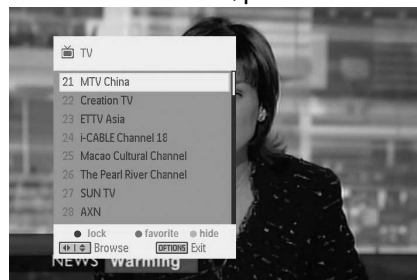 TV
21 MTV China
22 Creation TV
23 ETTV Asia
24 i-CABLE Channel 18
25 Macao Cultural Channel
26 The Pearl River Channel
27 SUN TV
28 AXN
lock favorite hide
Browse OPTIONS Exit
NEWS Warming